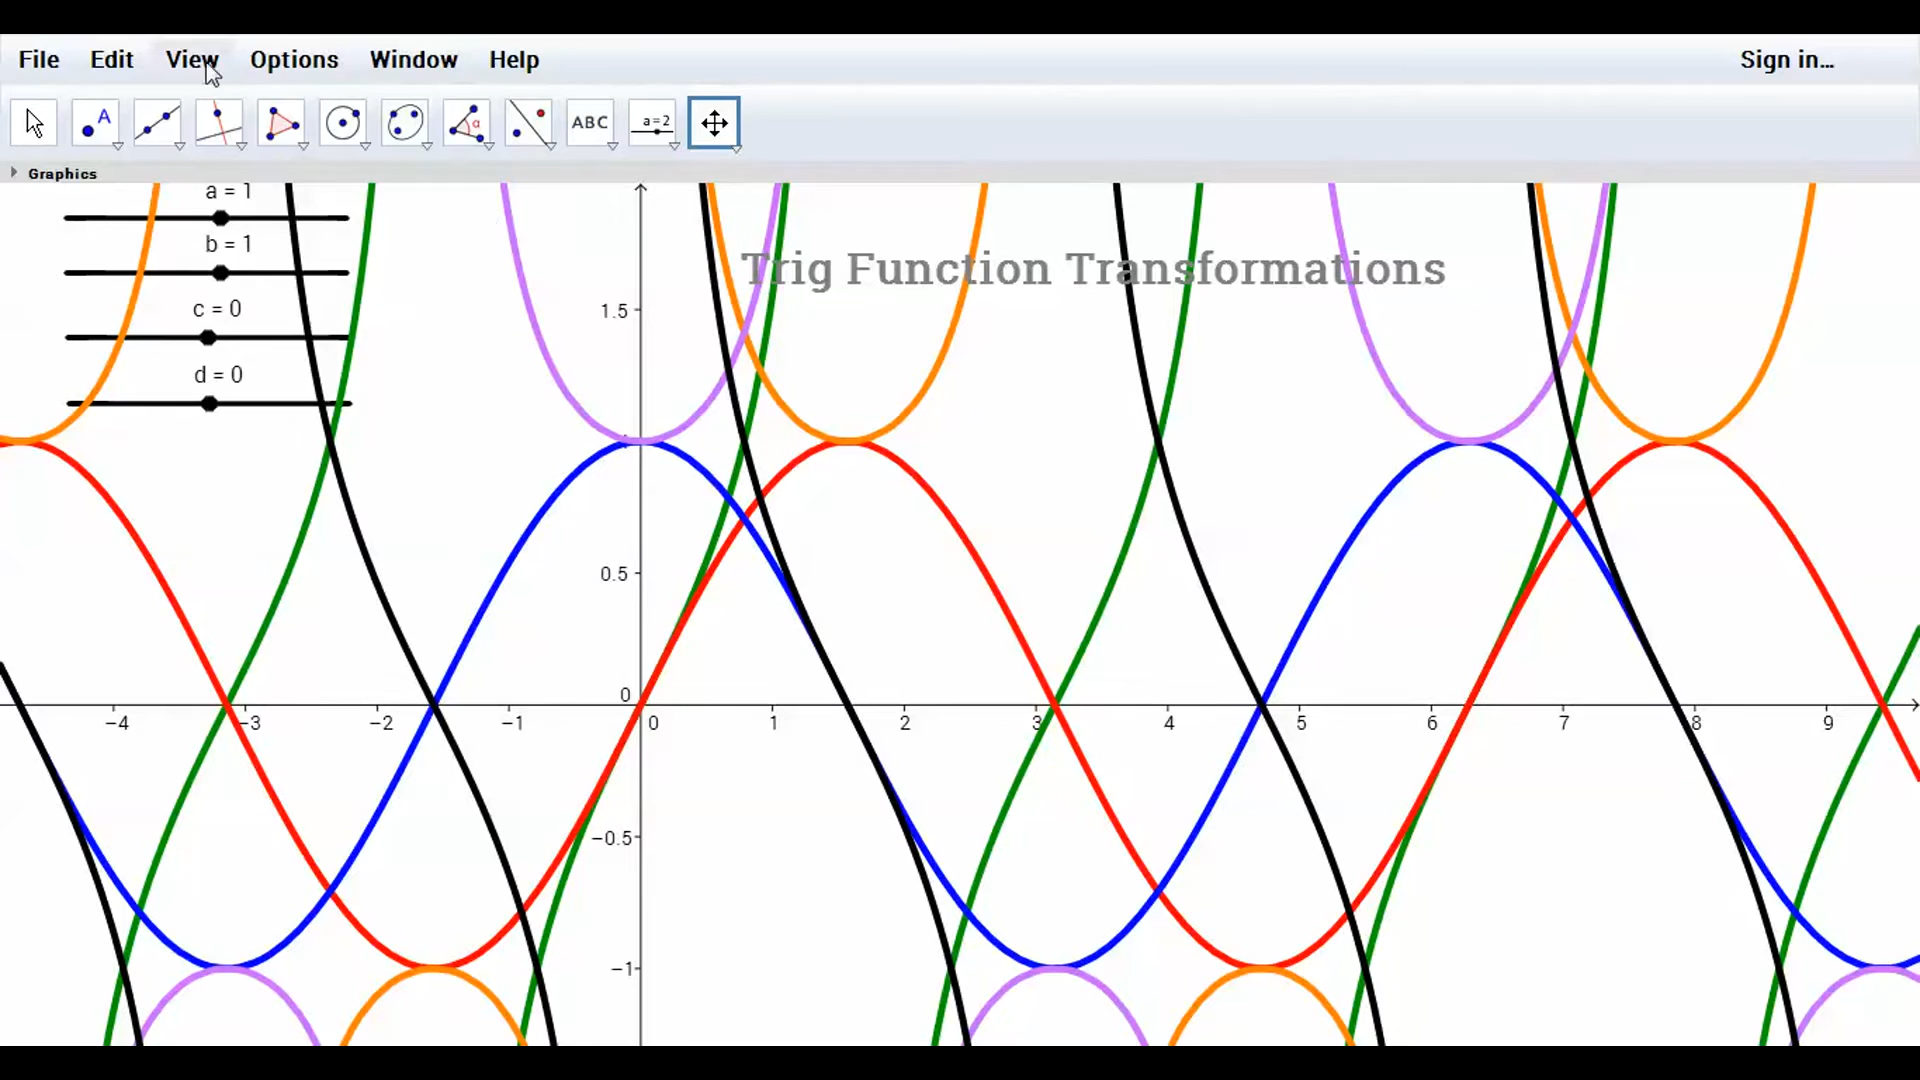 File Edit View Options Window Help Sign in...
A α ABC a=2
Graphics
a = 1
b = 1
c = 0
d = 0
Trig Function Transformations
1.5
0.5
0
−4 −3 −2 −1 0 1 2 3 4 5 6 7 8 9
−0.5
−1